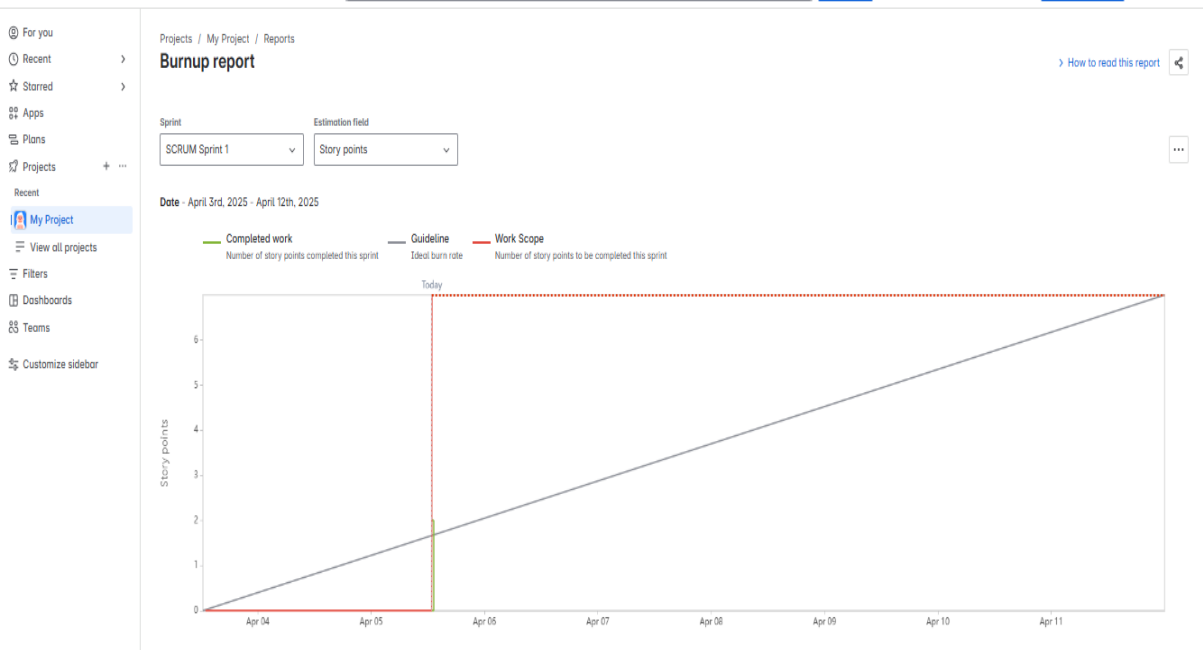 For you
Recent
Starred
Apps
Plans
Projects
Recent
My Project
View all projects
Filters
Dashboards
Teams
Customize sidebar
Projects / My Project / Reports
Burnup report
How to read this report
Sprint
Estimation field
SCRUM Sprint 1
Story points
Date - April 3rd, 2025 - April 12th, 2025
Completed work
Number of story points completed this sprint
Guideline
Ideal burn rate
Work Scope
Number of story points to be completed this sprint
Today
Story points
6
5
4
3
2
1
0
Apr 04
Apr 05
Apr 06
Apr 07
Apr 08
Apr 09
Apr 10
Apr 11